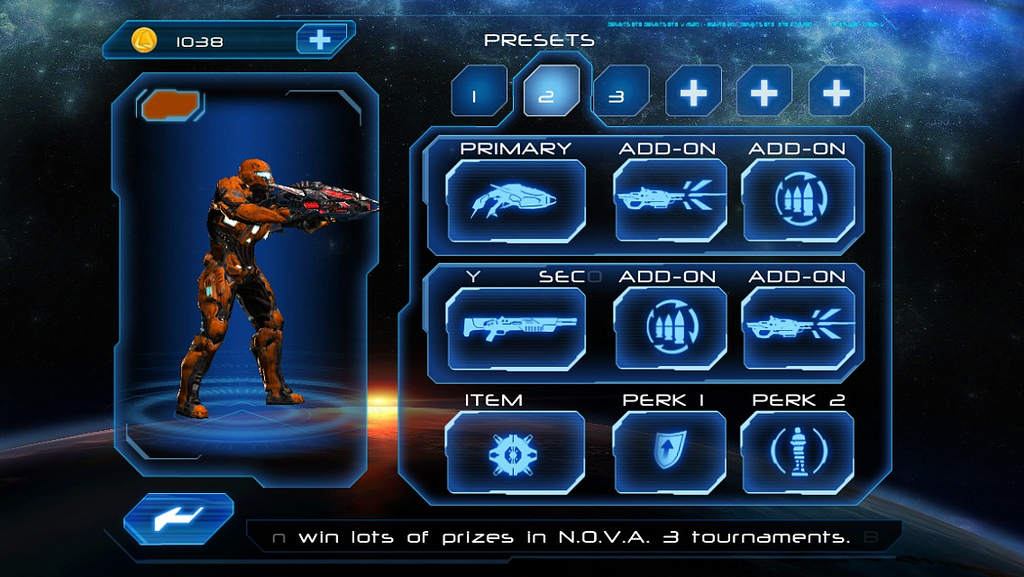 1038
PRESETS
1 2 3
PRIMARY ADD-ON ADD-ON
Y SECO ADD-ON ADD-ON
ITEM PERK 1 PERK 2
n win lots of prizes in N.O.V.A. 3 tournaments. B